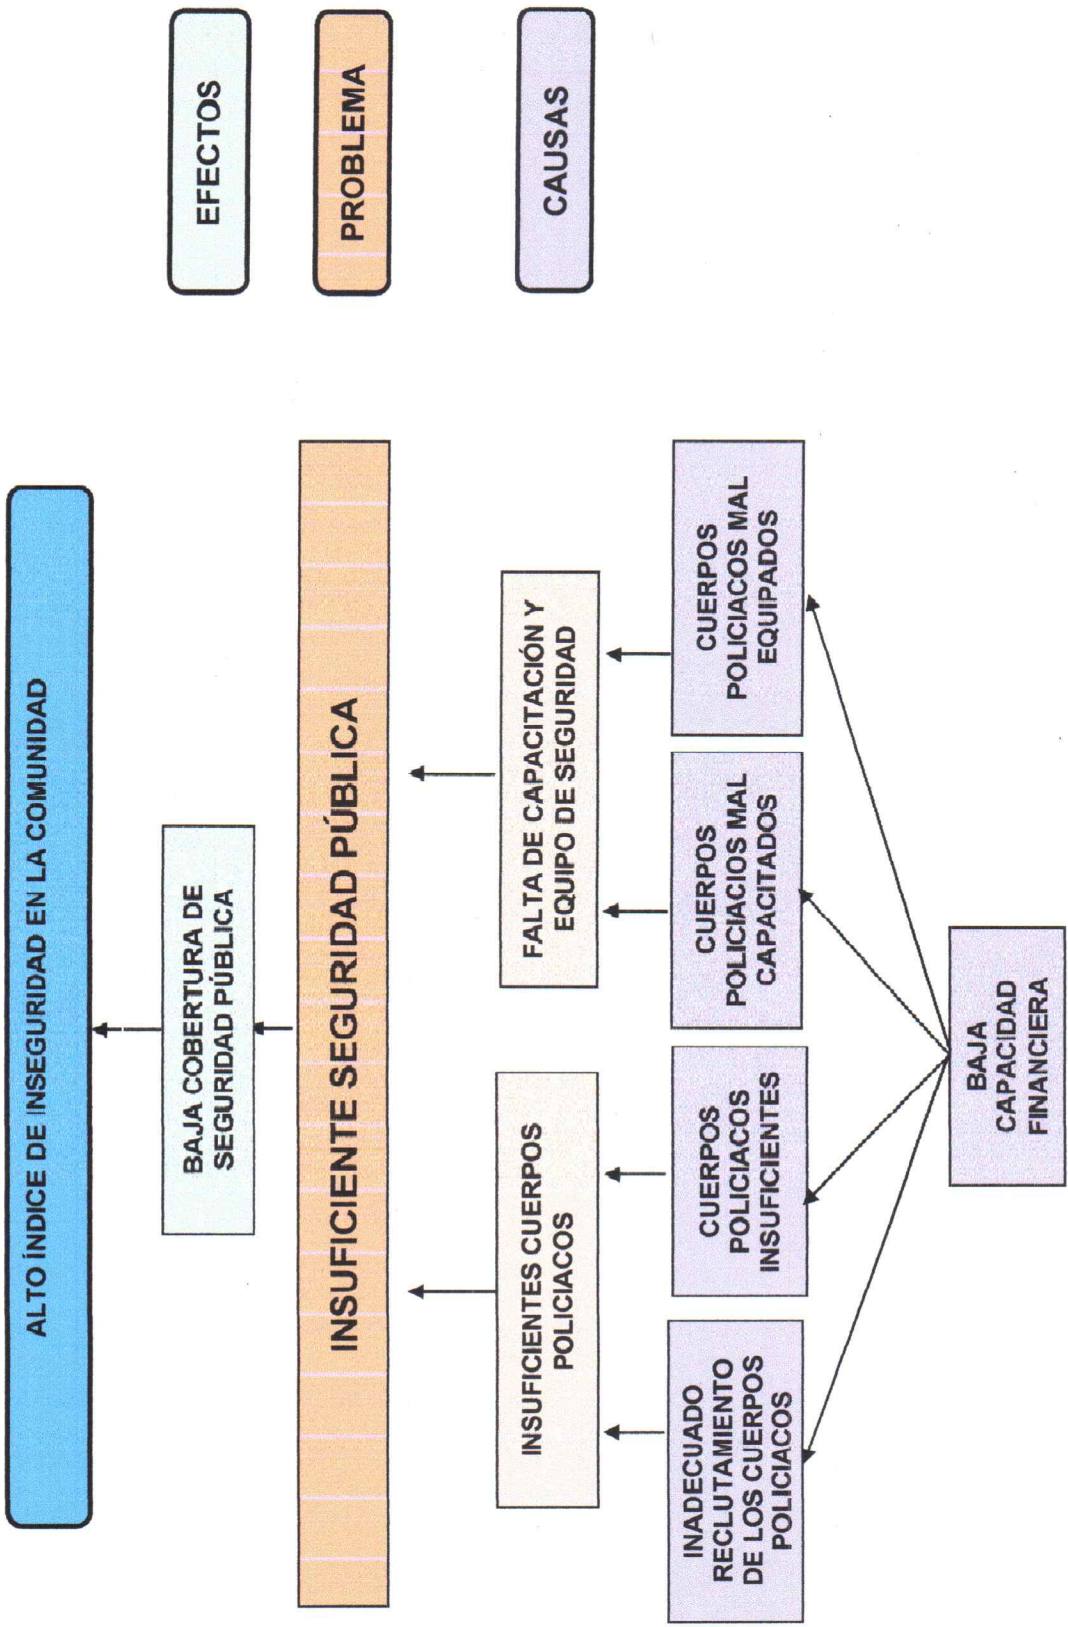 ALTO ÍNDICE DE INSEGURIDAD EN LA COMUNIDAD
EFECTOS
BAJA COBERTURA DE
SEGURIDAD PÚBLICA
PROBLEMA
INSUFICIENTE SEGURIDAD PÚBLICA
CAUSAS
INSUFICIENTES CUERPOS
POLICIACOS
FALTA DE CAPACITACIÓN Y
EQUIPO DE SEGURIDAD
INADECUADO
RECLUTAMIENTO
DE LOS CUERPOS
POLICIACOS
CUERPOS
POLICIACOS
INSUFICIENTES
CUERPOS
POLICIACIOS MAL
CAPACITADOS
CUERPOS
POLICIACOS MAL
EQUIPADOS
BAJA
CAPACIDAD
FINANCIERA